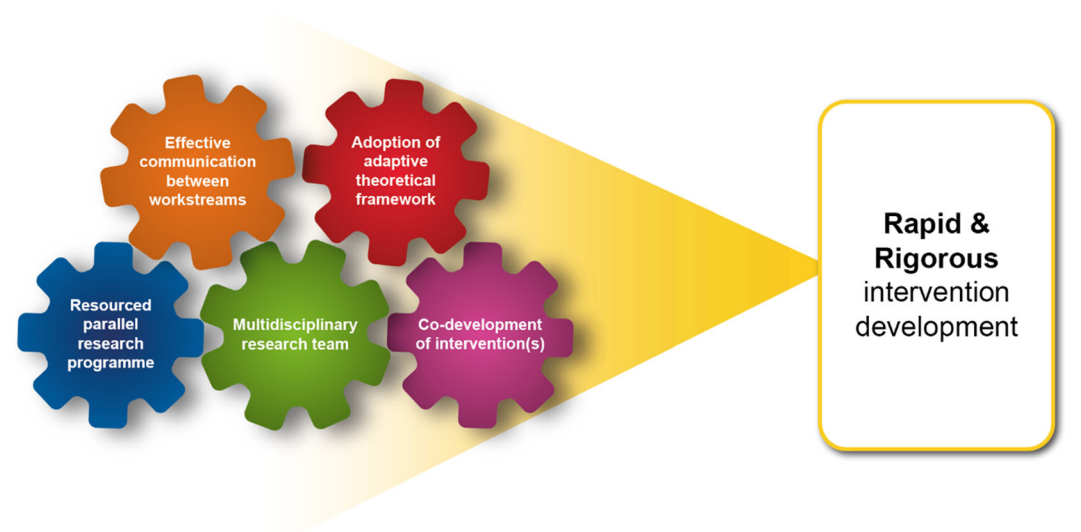 Effective
communication
between
workstreams
Adoption of
adaptive
theoretical
framework
Resourced
parallel
research
programme
Multidisciplinary
research team
Co-development
of intervention(s)
Rapid &
Rigorous
intervention
development